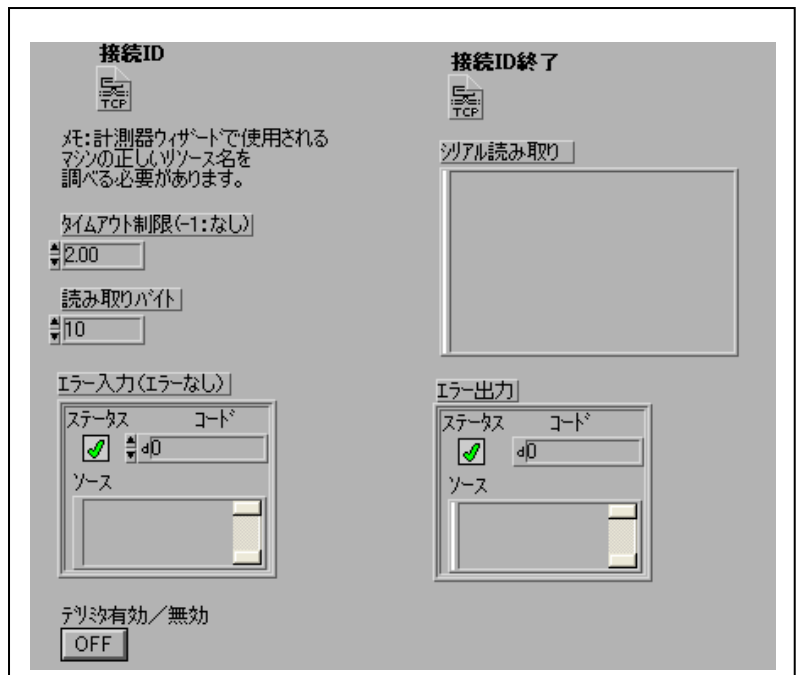 接続ID
TCP
ﾒﾓ:計測器ｳｨｻﾞｰﾄﾞで使用される
ﾏｼﾝの正しいﾘｿｰｽ名を
調べる必要があります。
ﾀｲﾑｱｳﾄ制限(-1:なし)
2.00
読み取りﾊﾞｲﾄ
10
ｴﾗｰ入力(ｴﾗｰなし)
ｽﾃｰﾀｽ ｺｰﾄﾞ
d0
ｿｰｽ
ﾃﾞﾘﾐﾀ有効／無効
OFF
接続ID終了
TCP
ｼﾘｱﾙ読み取り
ｴﾗｰ出力
ｽﾃｰﾀｽ ｺｰﾄﾞ
d0
ｿｰｽ